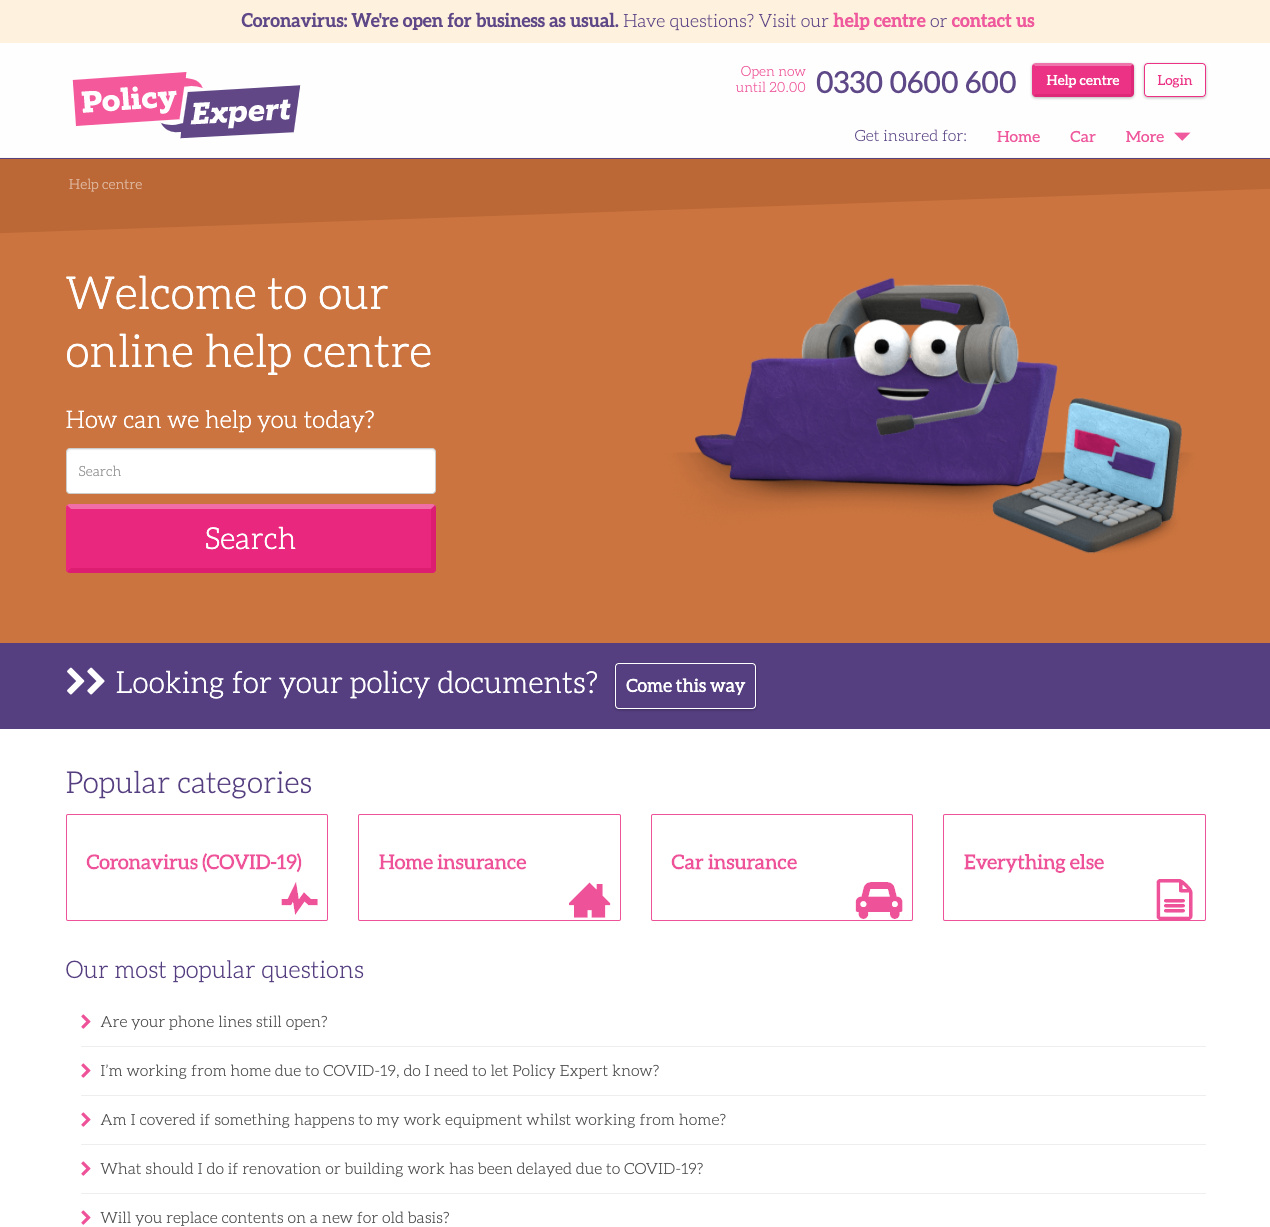 Coronavirus: We're open for business as usual. Have questions? Visit our help centre or contact us
Policy Expert
Open now
until 20.00
0330 0600 600
Help centre
Login
Get insured for:
Home
Car
More
Help centre
Welcome to our
online help centre
How can we help you today?
Search
Search
Looking for your policy documents?
Come this way
Popular categories
Coronavirus (COVID-19)
Home insurance
Car insurance
Everything else
Our most popular questions
Are your phone lines still open?
I'm working from home due to COVID-19, do I need to let Policy Expert know?
Am I covered if something happens to my work equipment whilst working from home?
What should I do if renovation or building work has been delayed due to COVID-19?
Will you replace contents on a new for old basis?